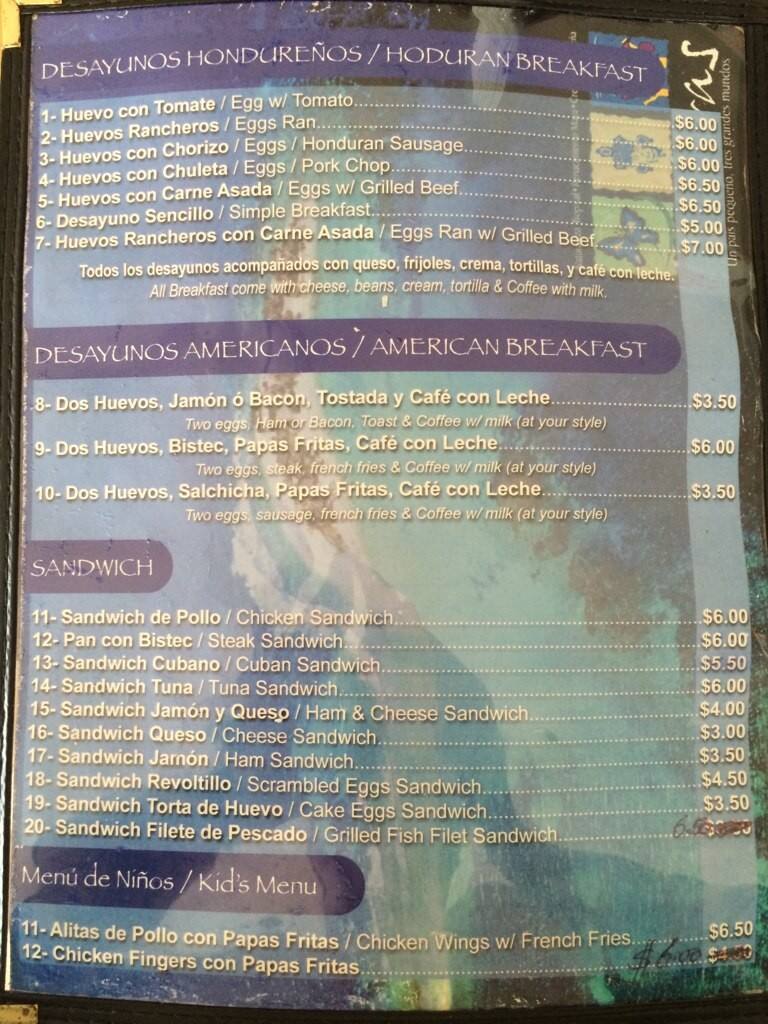 DESAYUNOS HONDUREÑOS / HODURAN BREAKFAST
1- Huevo con Tomate / Egg w/ Tomato....................$6.00
2- Huevos Rancheros / Eggs Ran....................$6.00
3- Huevos con Chorizo / Eggs / Honduran Sausage....................$6.00
4- Huevos con Chuleta / Eggs / Pork Chop....................$6.50
5- Huevos con Carne Asada / Eggs w/ Grilled Beef....................$6.50
6- Desayuno Sencillo / Simple Breakfast....................$5.00
7- Huevos Rancheros con Carne Asada / Eggs Ran w/ Grilled Beef....................$7.00
Todos los desayunos acompañados con queso, frijoles, crema, tortillas, y café con leche.
All Breakfast come with cheese, beans, cream, tortilla & Coffee with milk.
Un país pequeño, tres grandes mundos
DESAYUNOS AMERICANOS / AMERICAN BREAKFAST
8- Dos Huevos, Jamón ó Bacon, Tostada y Café con Leche....................$3.50
Two eggs, Ham or Bacon, Toast & Coffee w/ milk (at your style)
9- Dos Huevos, Bistec, Papas Fritas, Café con Leche....................$6.00
Two eggs, steak, french fries & Coffee w/ milk (at your style)
10- Dos Huevos, Salchicha, Papas Fritas, Café con Leche....................$3.50
Two eggs, sausage, french fries & Coffee w/ milk (at your style)
SANDWICH
11- Sandwich de Pollo / Chicken Sandwich....................$6.00
12- Pan con Bistec / Steak Sandwich....................$6.00
13- Sandwich Cubano / Cuban Sandwich....................$5.50
14- Sandwich Tuna / Tuna Sandwich....................$6.00
15- Sandwich Jamón y Queso / Ham & Cheese Sandwich....................$4.00
16- Sandwich Queso / Cheese Sandwich....................$3.00
17- Sandwich Jamón / Ham Sandwich....................$3.50
18- Sandwich Revoltillo / Scrambled Eggs Sandwich....................$4.50
19- Sandwich Torta de Huevo / Cake Eggs Sandwich....................$3.50
20- Sandwich Filete de Pescado / Grilled Fish Filet Sandwich....................6.50
Menú de Niños / Kid's Menu
11- Alitas de Pollo con Papas Fritas / Chicken Wings w/ French Fries....................$6.50
12- Chicken Fingers con Papas Fritas....................$6.00 $4.50